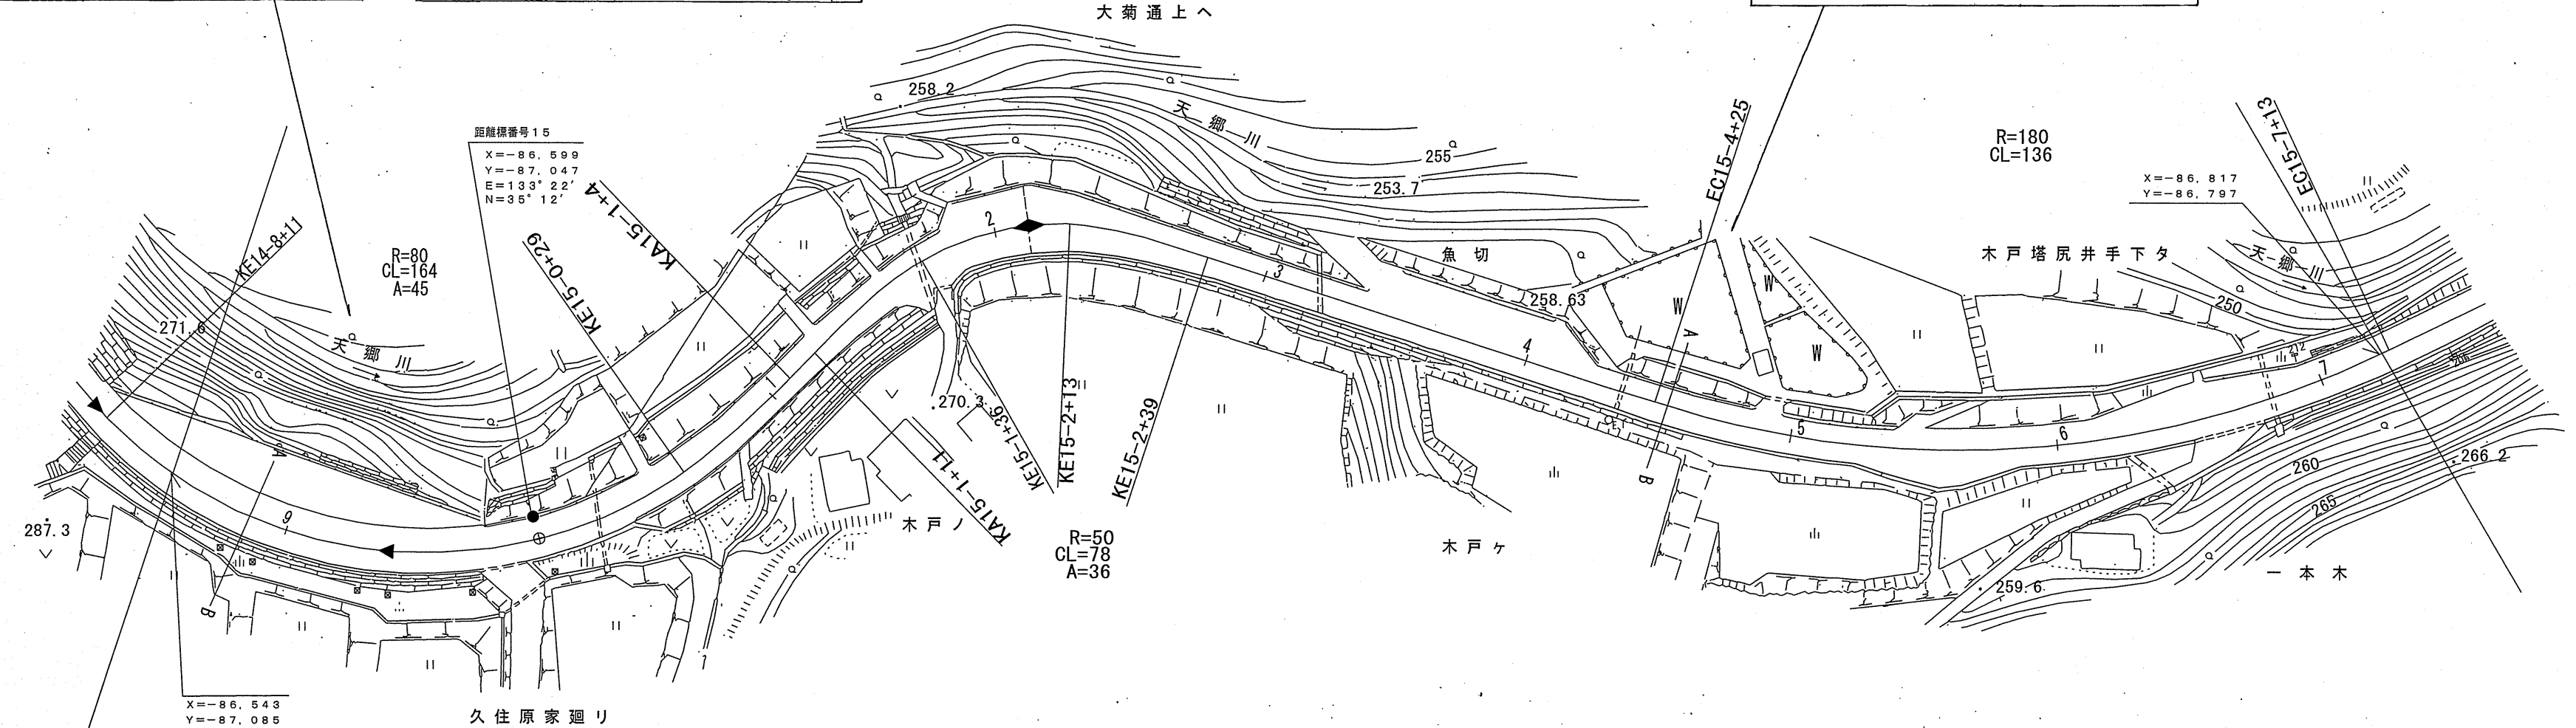 大菊通上ヘ
258.2
天郷川
255
253.7
EC15-4+25
R=180
CL=136
EC15-7+13
X=-86,817
Y=-86,797
距離標番号15
X=-86,599
Y=-87,047
E=133°22′
N=35°12′
KA15-1+4
KE15-0+29
KE14-8+11
R=80
CL=164
A=45
271.6
天郷川
2
3
魚切
258.63
W
W
W
A
木戸塔尻井手下タ
天郷川
250
212
7
4
5
6
270.3
KE15-1+36
KE15-2+13
KE15-2+39
KA15-1+11
R=50
CL=78
A=36
木戸ノ
木戸ヶ
B
260
265
266.2
259.6
一本木
A
9
287.3
B
X=-86,543
Y=-87,085
久住原家廻リ